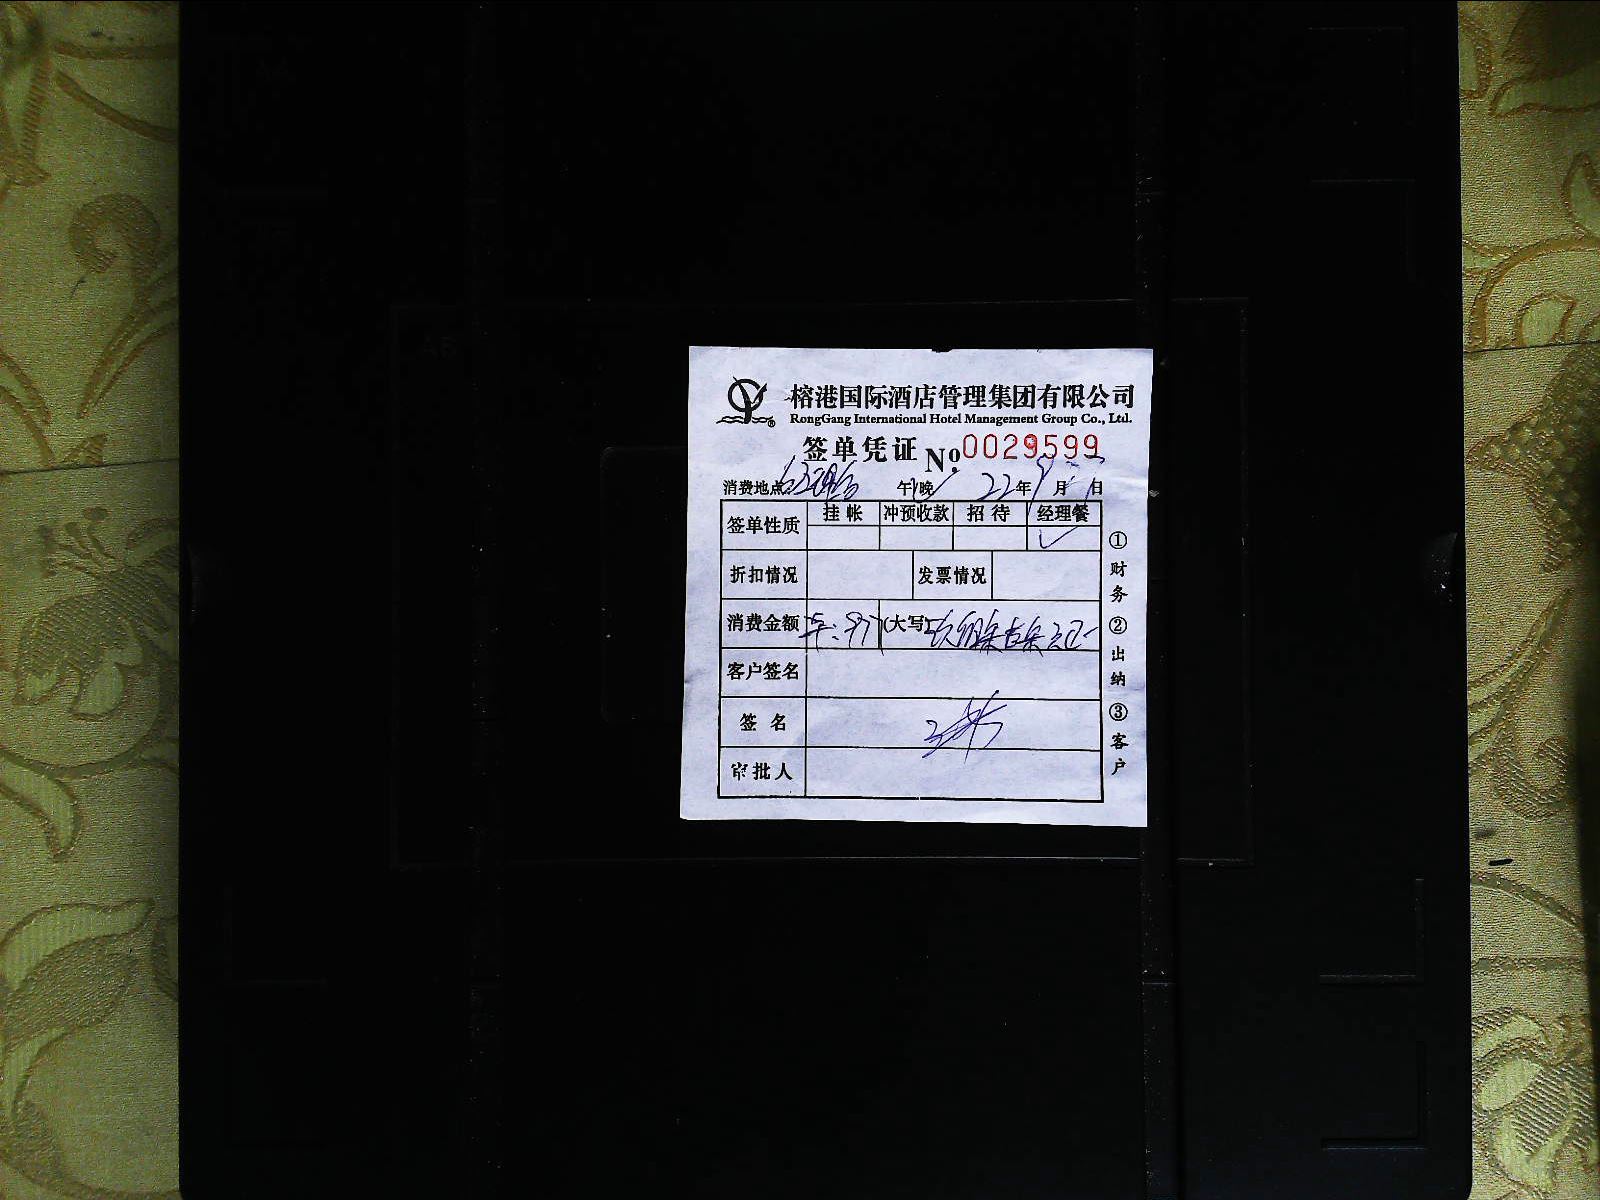 榕港国际酒店管理集团有限公司
RongGang International Hotel Management Group Co., Ltd.
签单凭证 №0029599
消费地点: 午/晚 22年9月 日
签单性质 挂帐 冲预收款 招待 经理餐
折扣情况 发票情况
消费金额 (大写)
客户签名
签名
审批人
①财务②出纳③客户